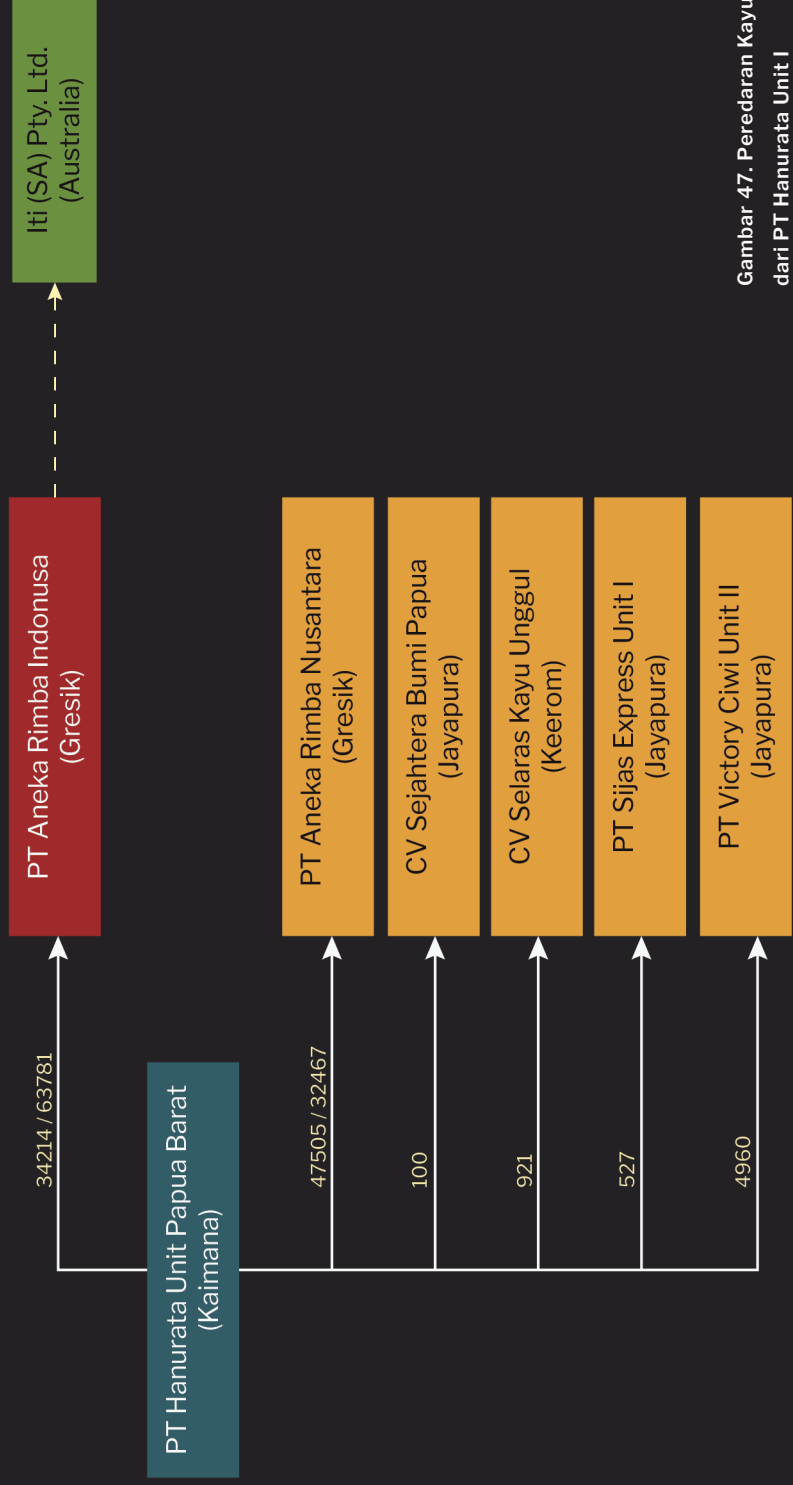 34214 / 63781
PT Aneka Rimba Indonusa
(Gresik)
Iti (SA) Pty. Ltd.
(Australia)
PT Hanurata Unit Papua Barat
(Kaimana)
47505 / 32467
PT Aneka Rimba Nusantara
(Gresik)
100
CV Sejahtera Bumi Papua
(Jayapura)
921
CV Selaras Kayu Unggul
(Keerom)
527
PT Sijas Express Unit I
(Jayapura)
4960
PT Victory Ciwi Unit II
(Jayapura)
Gambar 47. Peredaran Kayu
dari PT Hanurata Unit I